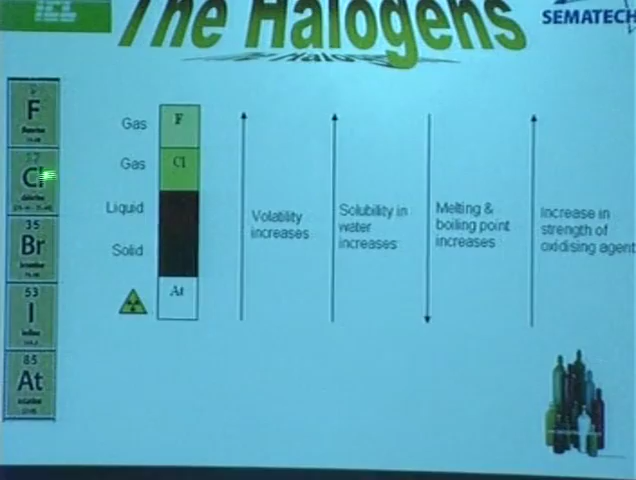 The Halogens
SEMATECH
9
F
Cl
35
Br
53
I
85
At
Gas
Gas
Liquid
Solid
F
Cl
At
Volatility
increases
Solubility in
water
increases
Melting &
boiling point
increases
Increase in
strength of
oxidising agent